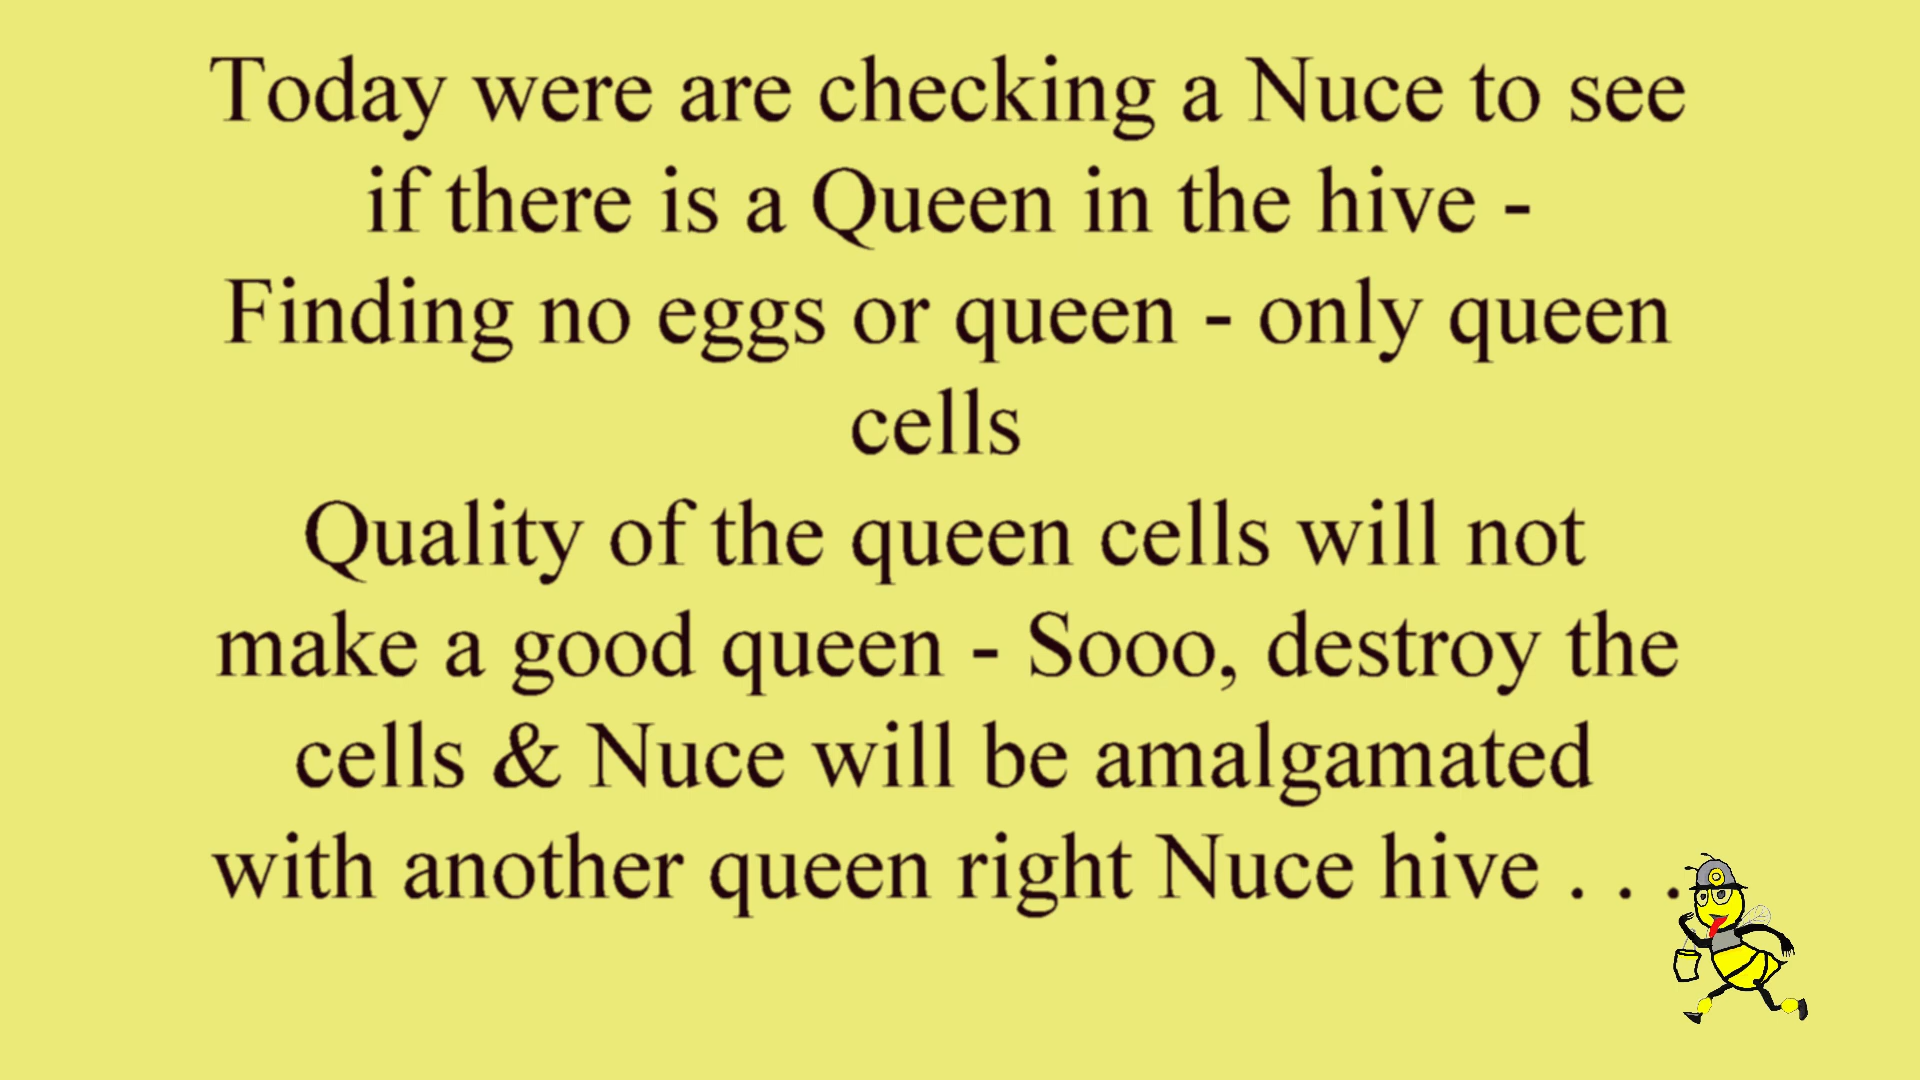 Today were are checking a Nuce to see
if there is a Queen in the hive -
Finding no eggs or queen - only queen
cells
Quality of the queen cells will not
make a good queen - Sooo, destroy the
cells & Nuce will be amalgamated
with another queen right Nuce hive . . .